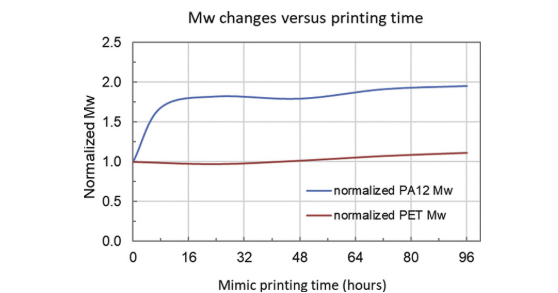 Mw changes versus printing time
2.5
2.0
1.5
1.0
0.5
0.0
Normalized Mw
normalized PA12 Mw
normalized PET Mw
0 16 32 48 64 80 96
Mimic printing time (hours)